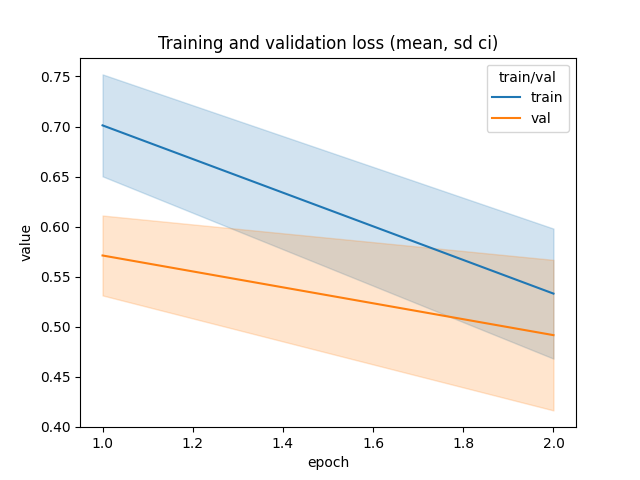 Training and validation loss (mean, sd ci)
train/val
train
val
value
0.75
0.70
0.65
0.60
0.55
0.50
0.45
0.40
1.0
1.2
1.4
1.6
1.8
2.0
epoch